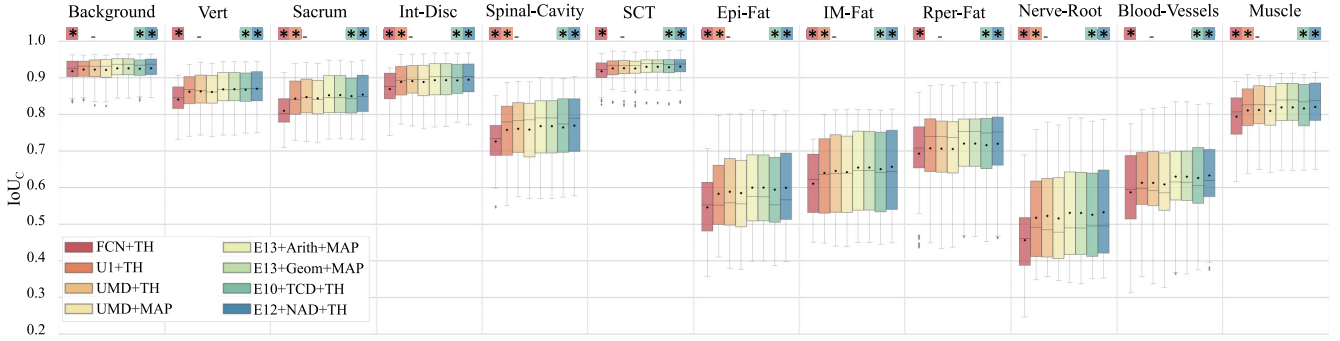 Background Vert Sacrum Int-Disc Spinal-Cavity SCT Epi-Fat IM-Fat Rper-Fat Nerve-Root Blood-Vessels Muscle
* - * * * - * * * * - * * * * - * * * * - * * * - * * * * - * * * * - * * * - * * * * - * * * - * * * * - * *
1.0
0.9
0.8
0.7
0.6
0.5
0.4
0.3
0.2
IoU_C
FCN+TH
U1+TH
UMD+TH
UMD+MAP
E13+Arith+MAP
E13+Geom+MAP
E10+TCD+TH
E12+NAD+TH